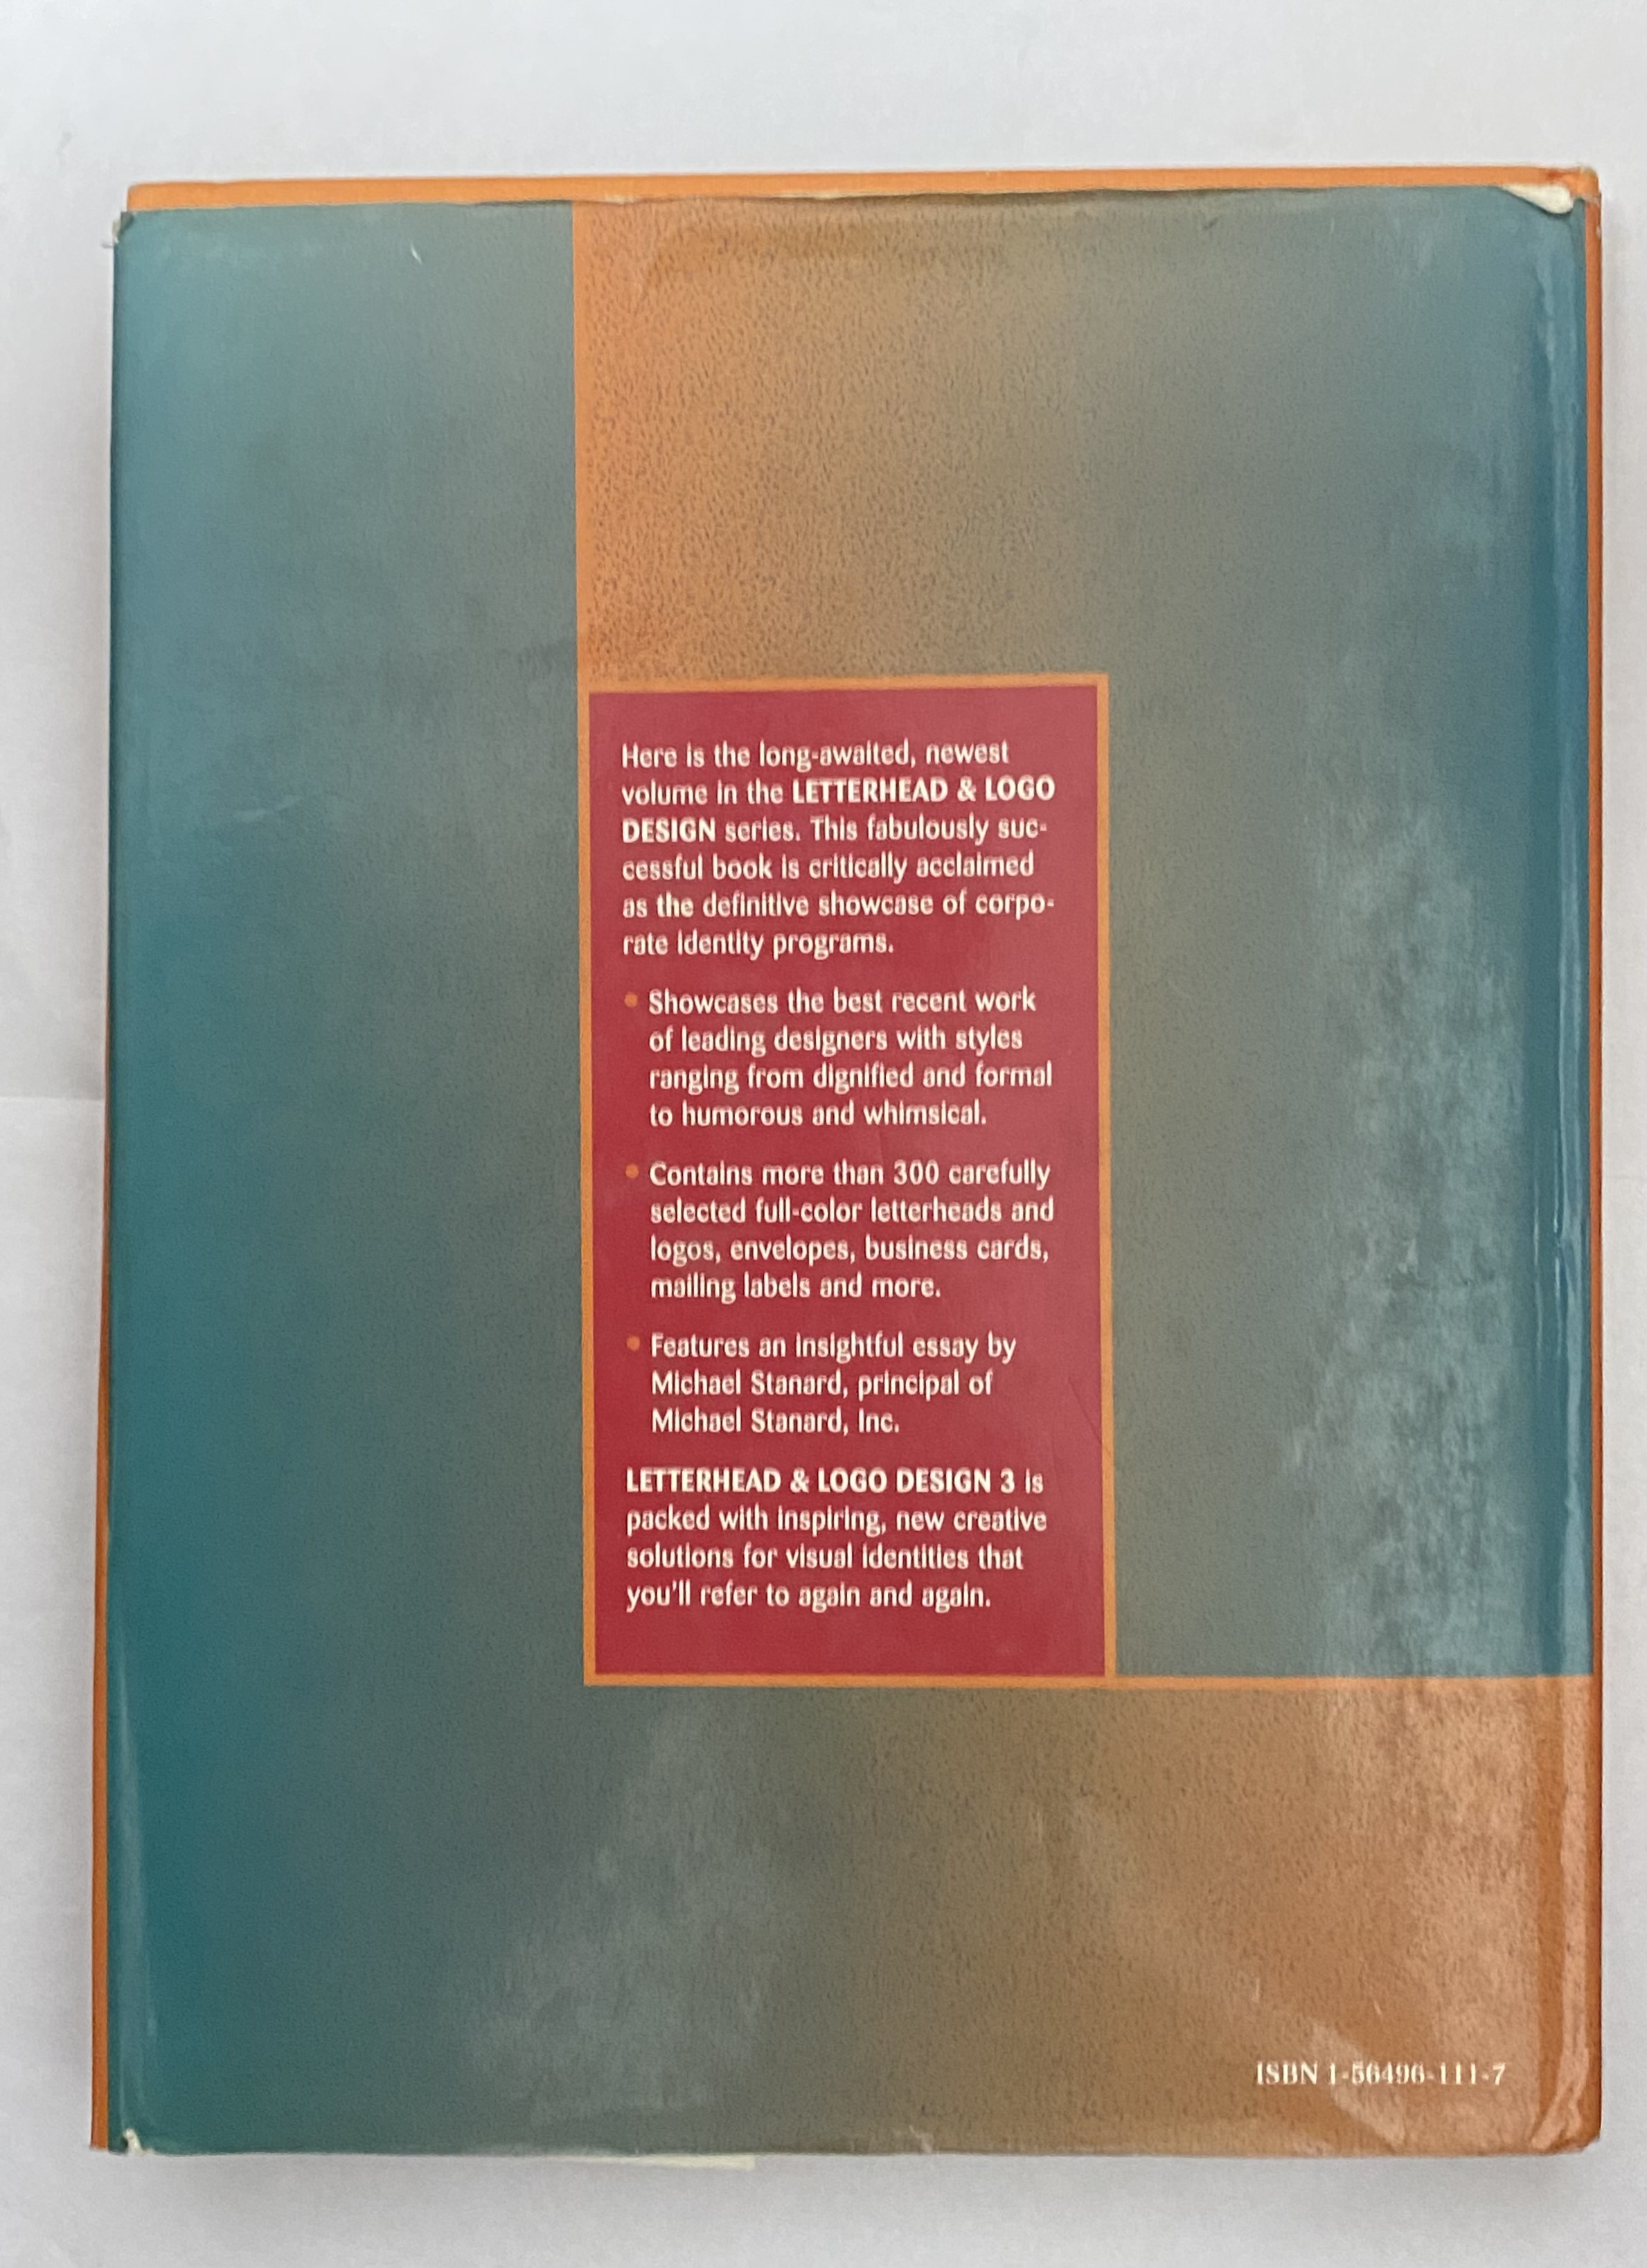 Here is the long-awaited, newest
volume in the LETTERHEAD & LOGO
DESIGN series. This fabulously suc-
cessful book is critically acclaimed
as the definitive showcase of corpo-
rate identity programs.
• Showcases the best recent work
of leading designers with styles
ranging from dignified and formal
to humorous and whimsical.
• Contains more than 300 carefully
selected full-color letterheads and
logos, envelopes, business cards,
mailing labels and more.
• Features an insightful essay by
Michael Stanard, principal of
Michael Stanard, Inc.
LETTERHEAD & LOGO DESIGN 3 is
packed with inspiring, new creative
solutions for visual identities that
you'll refer to again and again.
ISBN 1-56496-111-7